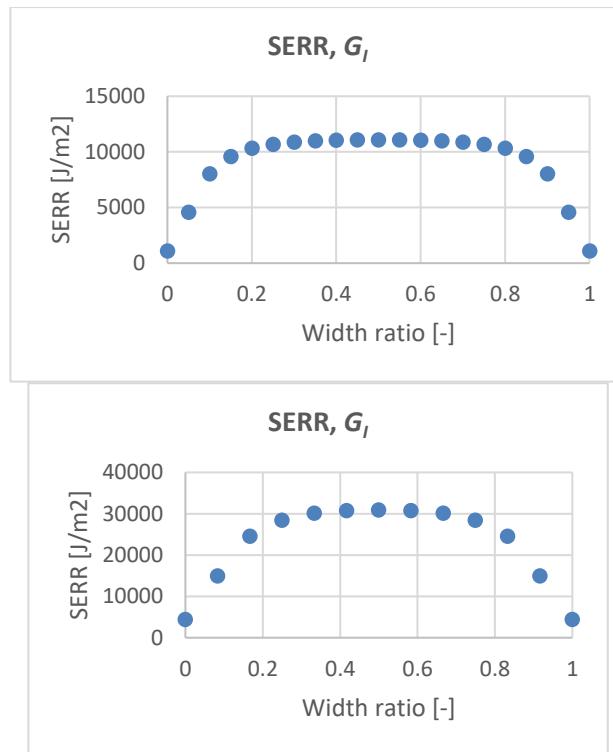 SERR, G_I
15000
10000
5000
0
SERR [J/m2]
0 0.2 0.4 0.6 0.8 1
Width ratio [-]
SERR, G_I
40000
30000
20000
10000
0
SERR [J/m2]
0 0.2 0.4 0.6 0.8 1
Width ratio [-]